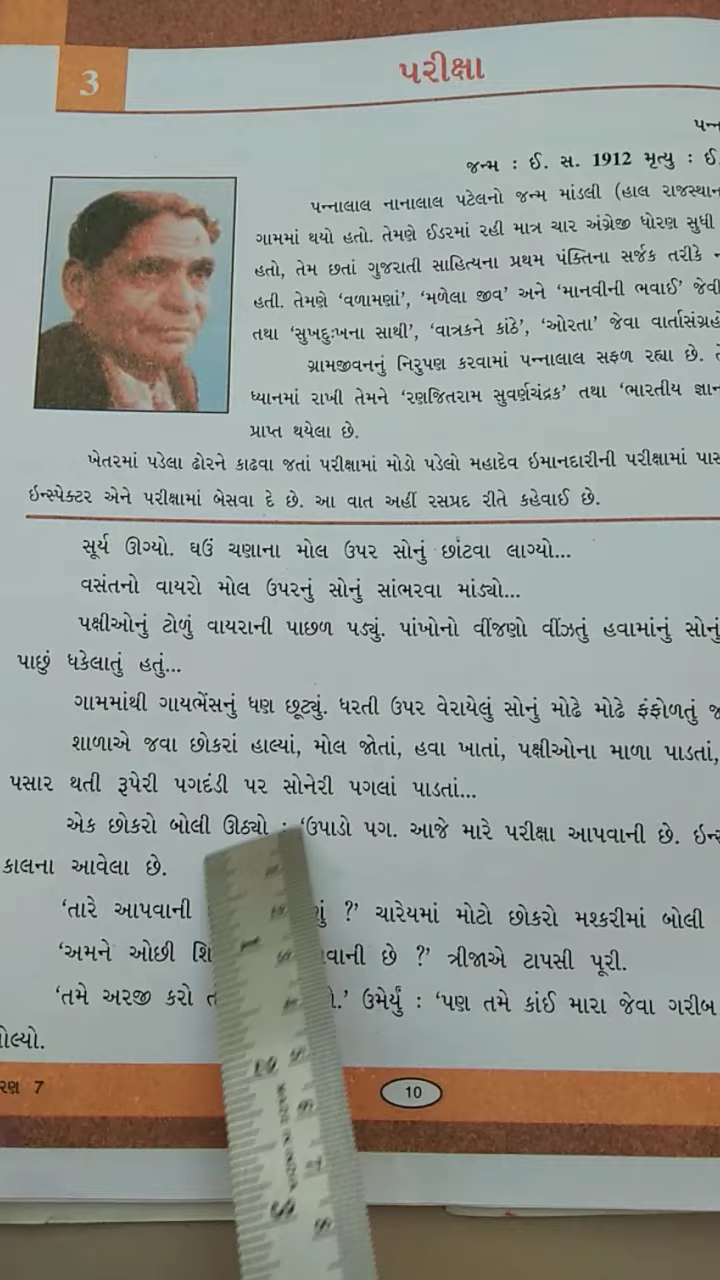 3
પરીક્ષા
જન્મ : ઈ. સ. 1912 મૃત્યુ : ઈ.
પન્નાલાલ નાનાલાલ પટેલનો જન્મ માંડલી (હાલ રાજસ્થાન
ગામમાં થયો હતો. તેમણે ઈડરમાં રહી માત્ર ચાર અંગ્રેજી ધોરણ સુધી
હતો, તેમ છતાં ગુજરાતી સાહિત્યના પ્રથમ પંક્તિના સર્જક તરીકે
હતી. તેમણે ‘વળામણાં’, ‘મળેલા જીવ’ અને ‘માનવીની ભવાઈ’ જેવી
તથા ‘સુખદુઃખના સાથી’, ‘વાત્રકને કાંઠે’, ‘ઓરતા’ જેવા વાર્તાસંગ્રહો
ગ્રામજીવનનું નિરુપણ કરવામાં પન્નાલાલ સફળ રહ્યા છે.
ધ્યાનમાં રાખી તેમને ‘રણજિતરામ સુવર્ણચંદ્રક’ તથા ‘ભારતીય જ્ઞાન
પ્રાપ્ત થયેલા છે.
ખેતરમાં પડેલા ઢોરને કાઢવા જતાં પરીક્ષામાં મોડો પડેલો મહાદેવ ઇમાનદારીની પરીક્ષામાં પાસ
ઇન્સ્પેક્ટર એને પરીક્ષામાં બેસવા દે છે. આ વાત અહીં રસપ્રદ રીતે કહેવાઈ છે.
સૂર્ય ઊગ્યો. ઘઉં ચણાના મોલ ઉપર સોનું છાંટવા લાગ્યો...
વસંતનો વાયરો મોલ ઉપરનું સોનું સાંભરવા માંડ્યો...
પક્ષીઓનું ટોળું વાયરાની પાછળ પડ્યું. પાંખોનો વીંજણો વીંઝતું હવામાંનું સોનું
પાછું ધકેલાતું હતું...
ગામમાંથી ગાયભેંસનું ધણ છૂટ્યું. ધરતી ઉપર વેરાયેલું સોનું મોઢે મોઢે ફંફોળતું
શાળાએ જવા છોકરાં હાલ્યાં, મોલ જોતાં, હવા ખાતાં, પક્ષીઓના માળા પાડતાં,
પસાર થતી રૂપેરી પગદંડી પર સોનેરી પગલાં પાડતાં...
એક છોકરો બોલી ઊઠ્યો : ‘ઉપાડો પગ. આજે મારે પરીક્ષા આપવાની છે.
કાલના આવેલા છે.
‘તારે આપવાની ?’ ચારેયમાં મોટો છોકરો મશ્કરીમાં બોલી
‘અમને ઓછી છે ?’ ત્રીજાએ ટાપસી પૂરી.
‘તમે અરજી કરો ઉમેર્યું : ‘પણ તમે કાંઈ મારા જેવા ગરીબ
7
10
MADE IN INDIA